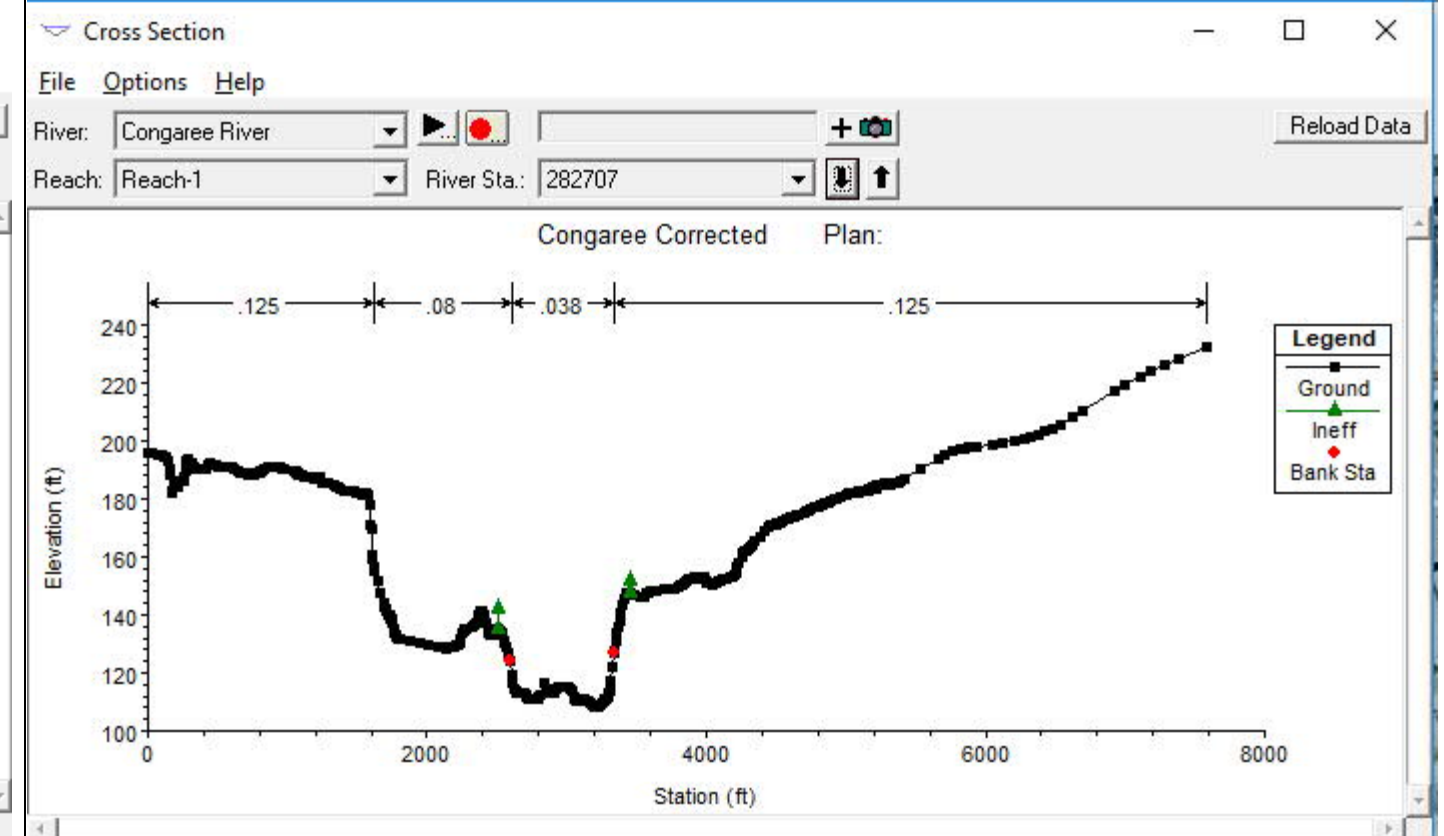 Cross Section
File Options Help
River: Congaree River ... ... + Reload Data
Reach: Reach-1 River Sta.: 282707
Congaree Corrected Plan:
.125 .08 .038 .125
240
220
200
180
160
140
120
100
Elevation (ft)
0 2000 4000 6000 8000
Station (ft)
Legend
Ground
Ineff
Bank Sta